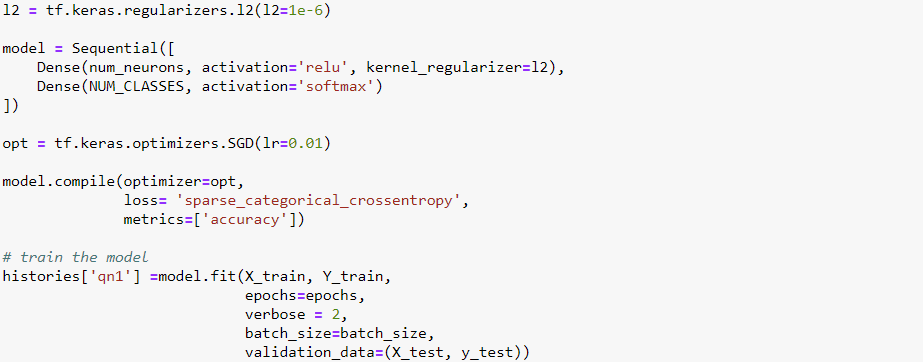 l2 = tf.keras.regularizers.l2(l2=1e-6)
model = Sequential([
    Dense(num_neurons, activation='relu', kernel_regularizer=l2),
    Dense(NUM_CLASSES, activation='softmax')
])
opt = tf.keras.optimizers.SGD(lr=0.01)
model.compile(optimizer=opt,
              loss= 'sparse_categorical_crossentropy',
              metrics=['accuracy'])
# train the model
histories['qn1'] =model.fit(X_train, Y_train,
                            epochs=epochs,
                            verbose = 2,
                            batch_size=batch_size,
                            validation_data=(X_test, y_test))